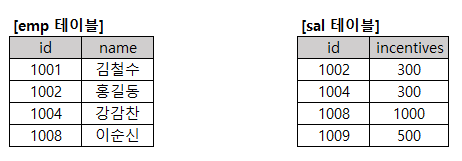 [emp 테이블]
id name
1001 김철수
1002 홍길동
1004 강감찬
1008 이순신
[sal 테이블]
id incentives
1002 300
1004 300
1008 1000
1009 500